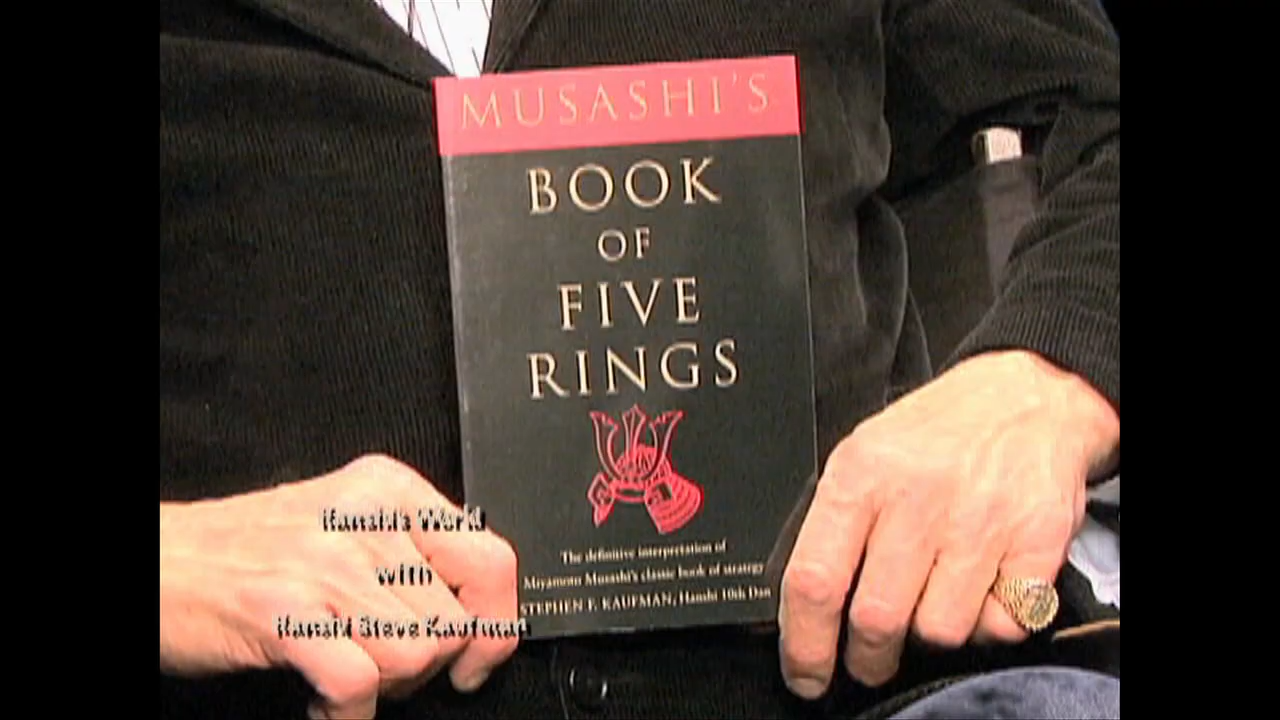 MUSASHI'S
BOOK
OF
FIVE
RINGS
The definitive interpretation of
Miyamoto Musashi's classic book of strategy
STEPHEN F. KAUFMAN, Hanshi 10th Dan
Hanshi's World
with
Hanshi Steve Kaufman